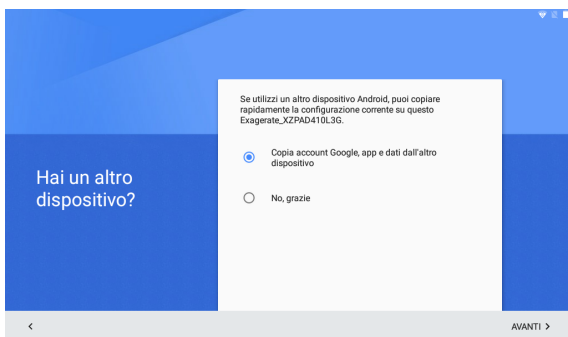 Se utilizzi un altro dispositivo Android, puoi copiare
rapidamente la configurazione corrente su questo
Exagerate_XZPAD410L3G.
Copia account Google, app e dati dall'altro
dispositivo
No, grazie
Hai un altro
dispositivo?
AVANTI